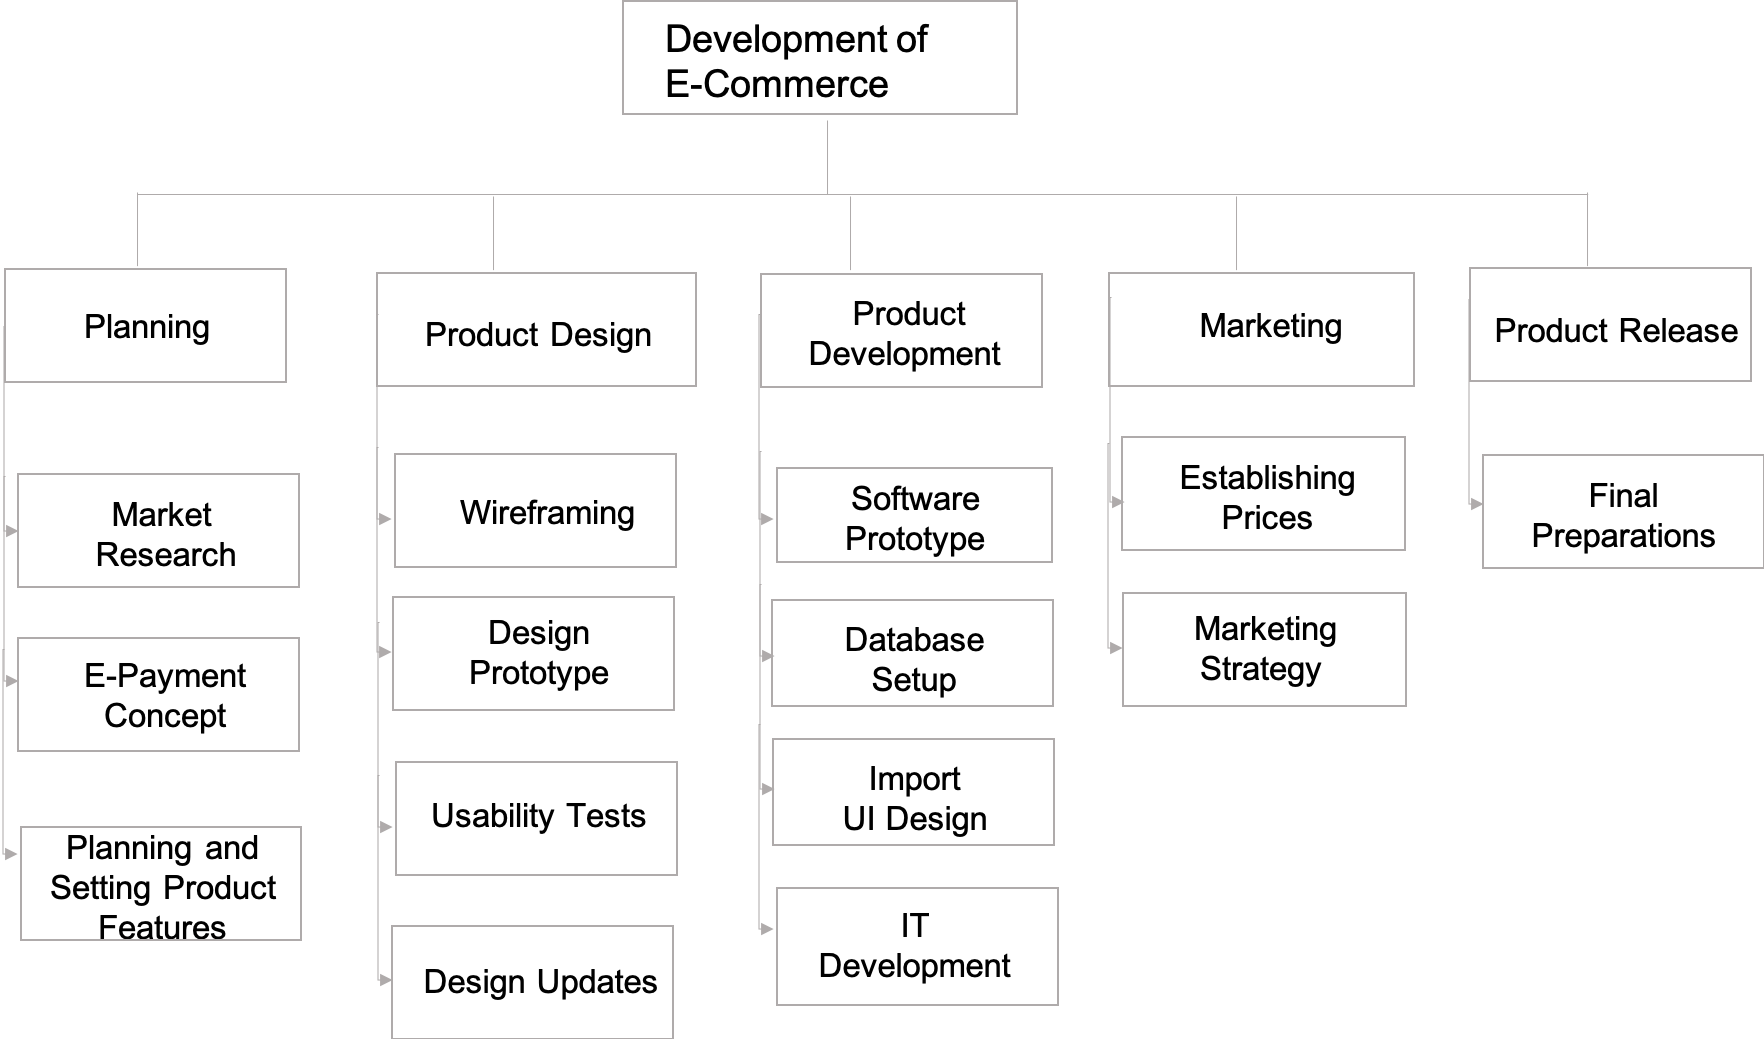 Development of
E-Commerce
Planning
Product Design
Product
Development
Marketing
Product Release
Market
Research
E-Payment
Concept
Planning and
Setting Product
Features
Wireframing
Design
Prototype
Usability Tests
Design Updates
Software
Prototype
Database
Setup
Import
UI Design
IT
Development
Establishing
Prices
Marketing
Strategy
Final
Preparations